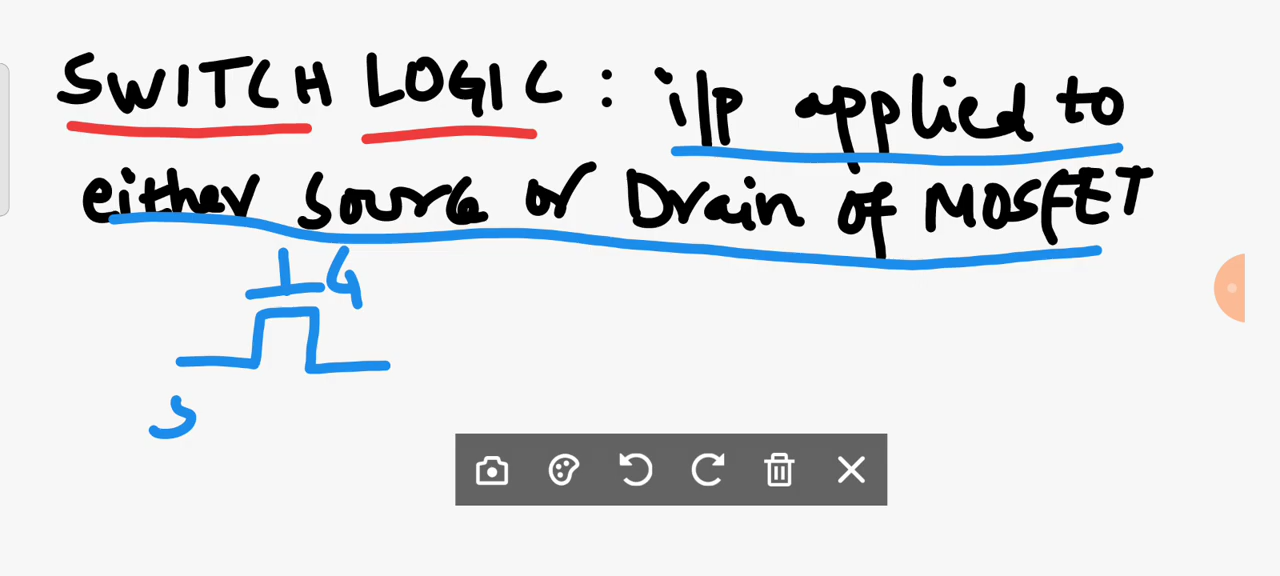 SWITCH LOGIC : i/p applied to
either source or Drain of MOSFET
G
S